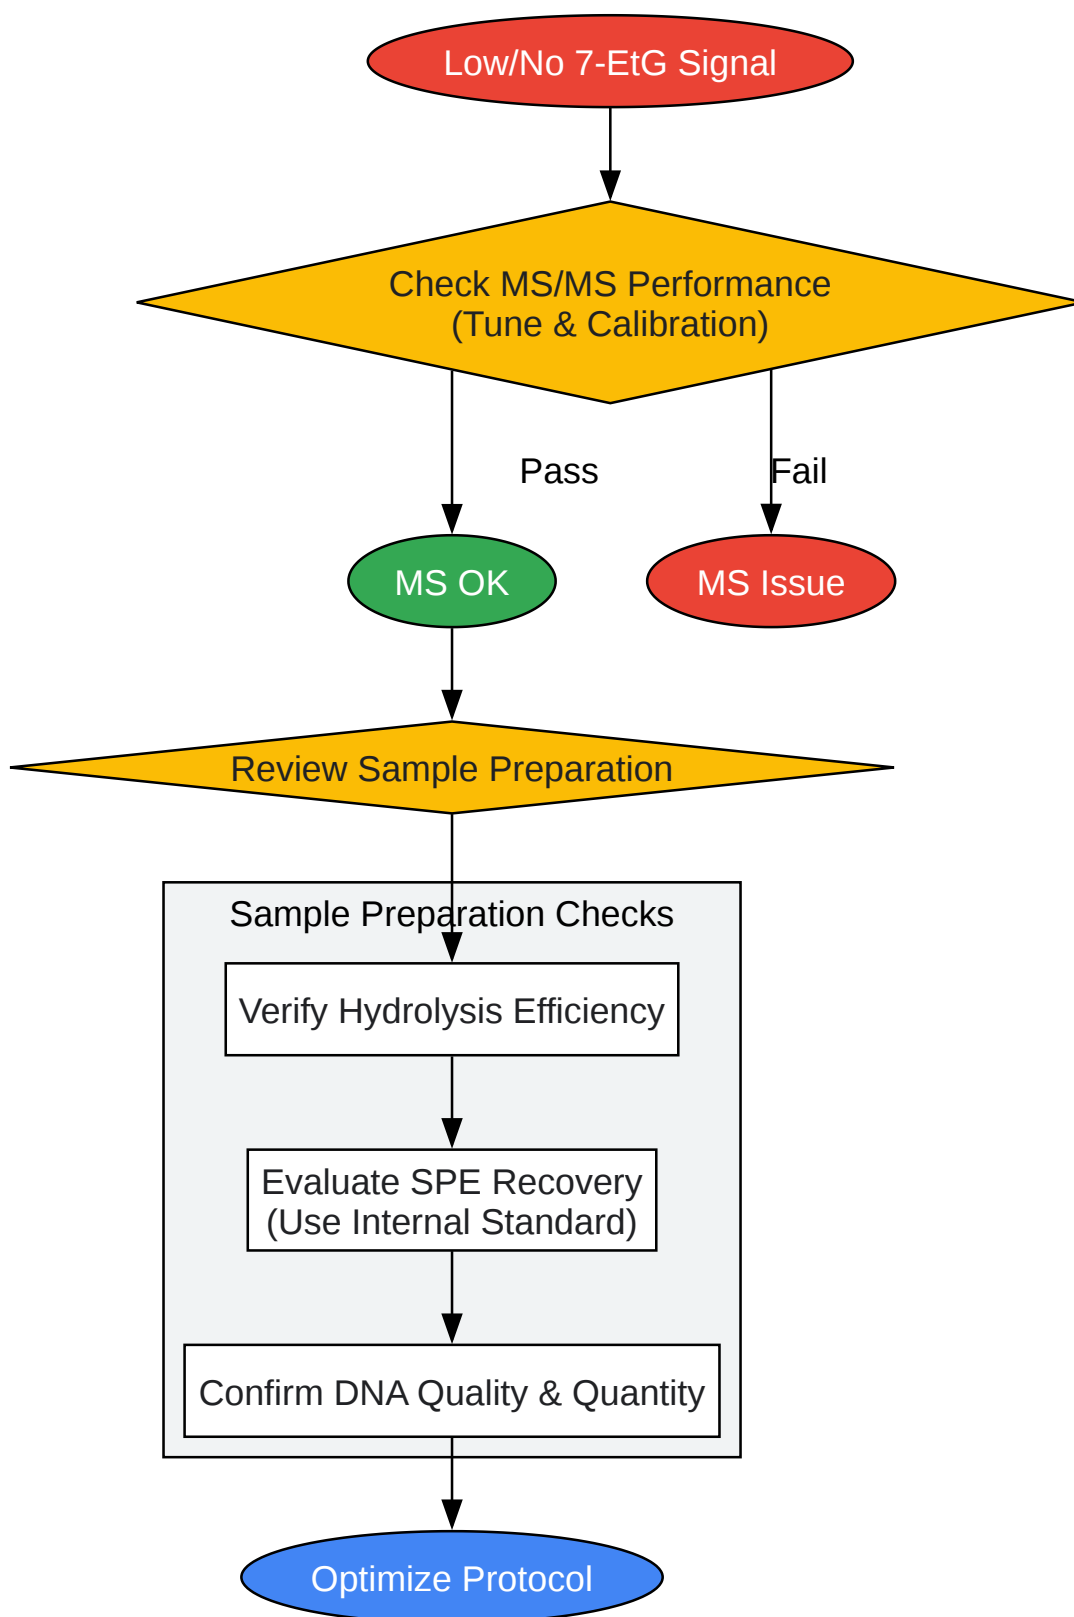 Low/No 7-EtG Signal
Check MS/MS Performance
(Tune & Calibration)
Pass
Fail
MS OK
MS Issue
Review Sample Preparation
Sample Preparation Checks
Verify Hydrolysis Efficiency
Evaluate SPE Recovery
(Use Internal Standard)
Confirm DNA Quality & Quantity
Optimize Protocol